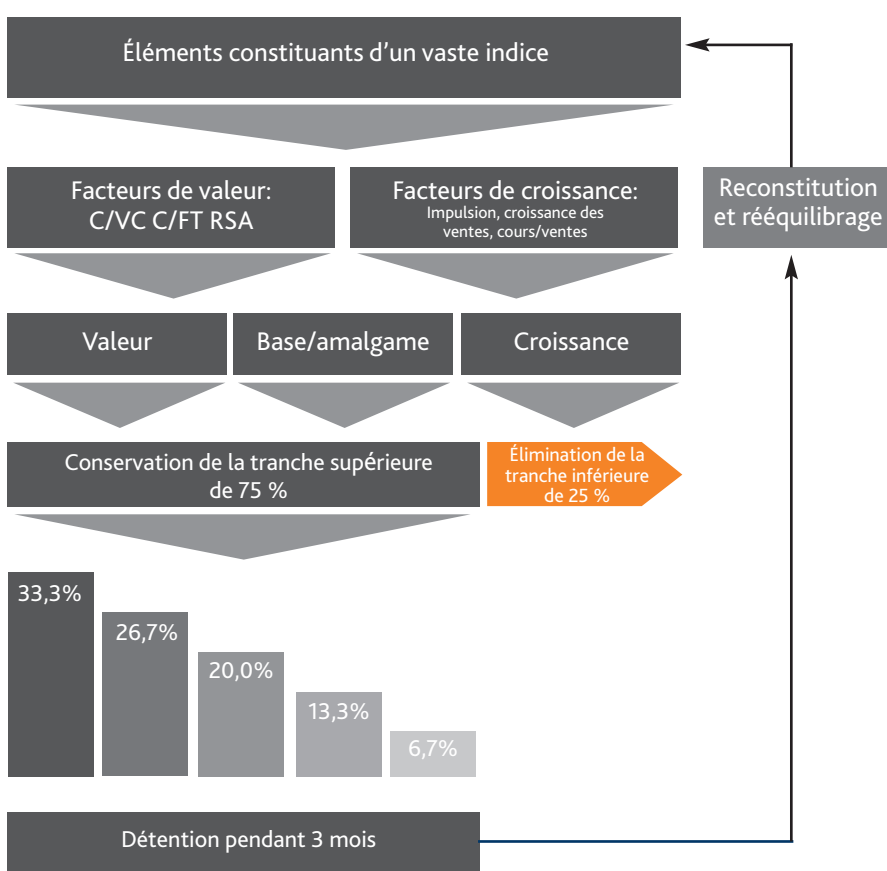 Éléments constituants d’un vaste indice
Facteurs de valeur:
C/VC C/FT RSA
Facteurs de croissance:
Impulsion, croissance des
ventes, cours/ventes
Reconstitution
et rééquilibrage
Valeur
Base/amalgame
Croissance
Conservation de la tranche supérieure
de 75 %
Élimination de la
tranche inférieure
de 25 %
33,3%
26,7%
20,0%
13,3%
6,7%
Détention pendant 3 mois